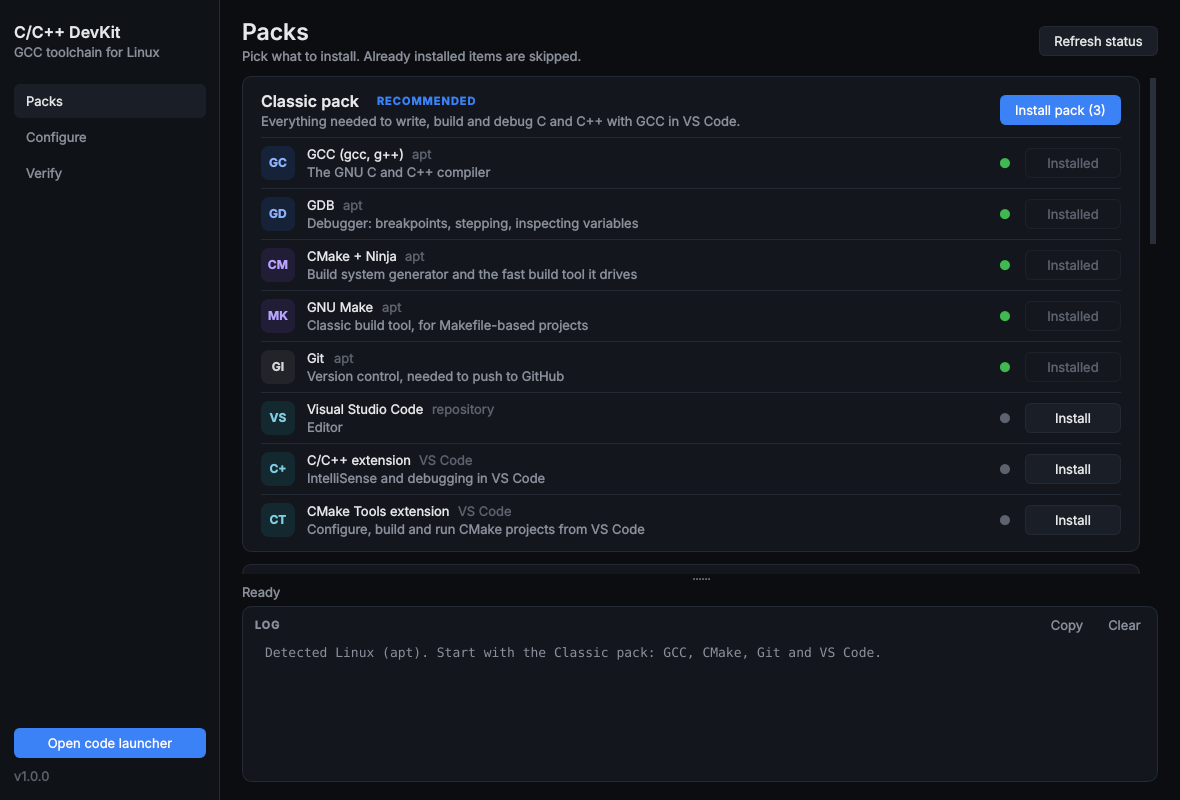 C/C++ DevKit
GCC toolchain for Linux
Packs
Configure
Verify
Open code launcher
v1.0.0
Packs
Pick what to install. Already installed items are skipped.
Refresh status
Classic pack RECOMMENDED
Everything needed to write, build and debug C and C++ with GCC in VS Code.
Install pack (3)
GC
GCC (gcc, g++) apt
The GNU C and C++ compiler
Installed
GD
GDB apt
Debugger: breakpoints, stepping, inspecting variables
Installed
CM
CMake + Ninja apt
Build system generator and the fast build tool it drives
Installed
MK
GNU Make apt
Classic build tool, for Makefile-based projects
Installed
GI
Git apt
Version control, needed to push to GitHub
Installed
VS
Visual Studio Code repository
Editor
Install
C+
C/C++ extension VS Code
IntelliSense and debugging in VS Code
Install
CT
CMake Tools extension VS Code
Configure, build and run CMake projects from VS Code
Install
Ready
LOG
Copy
Clear
Detected Linux (apt). Start with the Classic pack: GCC, CMake, Git and VS Code.